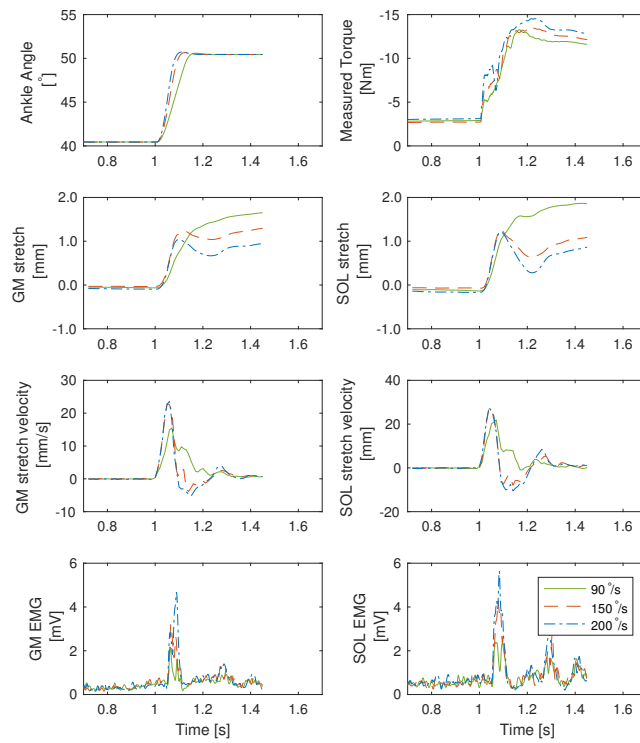 55
50
45
40
Ankle Angle
[°]
0.8 1 1.2 1.4 1.6
-15
-5
0
Measured Torque
[Nm]
0.8 1 1.2 1.4 1.6
2.0
1.0
0.0
-1.0
GM stretch
[mm]
0.8 1 1.2 1.4 1.6
2.0
1.0
0.0
-1.0
SOL stretch
[mm]
0.8 1 1.2 1.4 1.6
30
20
10
0
-10
GM stretch velocity
[mm/s]
0.8 1 1.2 1.4 1.6
40
20
0
-20
SOL stretch velocity
[mm]
0.8 1 1.2 1.4 1.6
6
4
2
0
GM EMG
[mV]
0.8 1 1.2 1.4 1.6
Time [s]
6
4
2
0
SOL EMG
[mV]
90 °/s
150 °/s
200 °/s
0.8 1 1.2 1.4 1.6
Time [s]